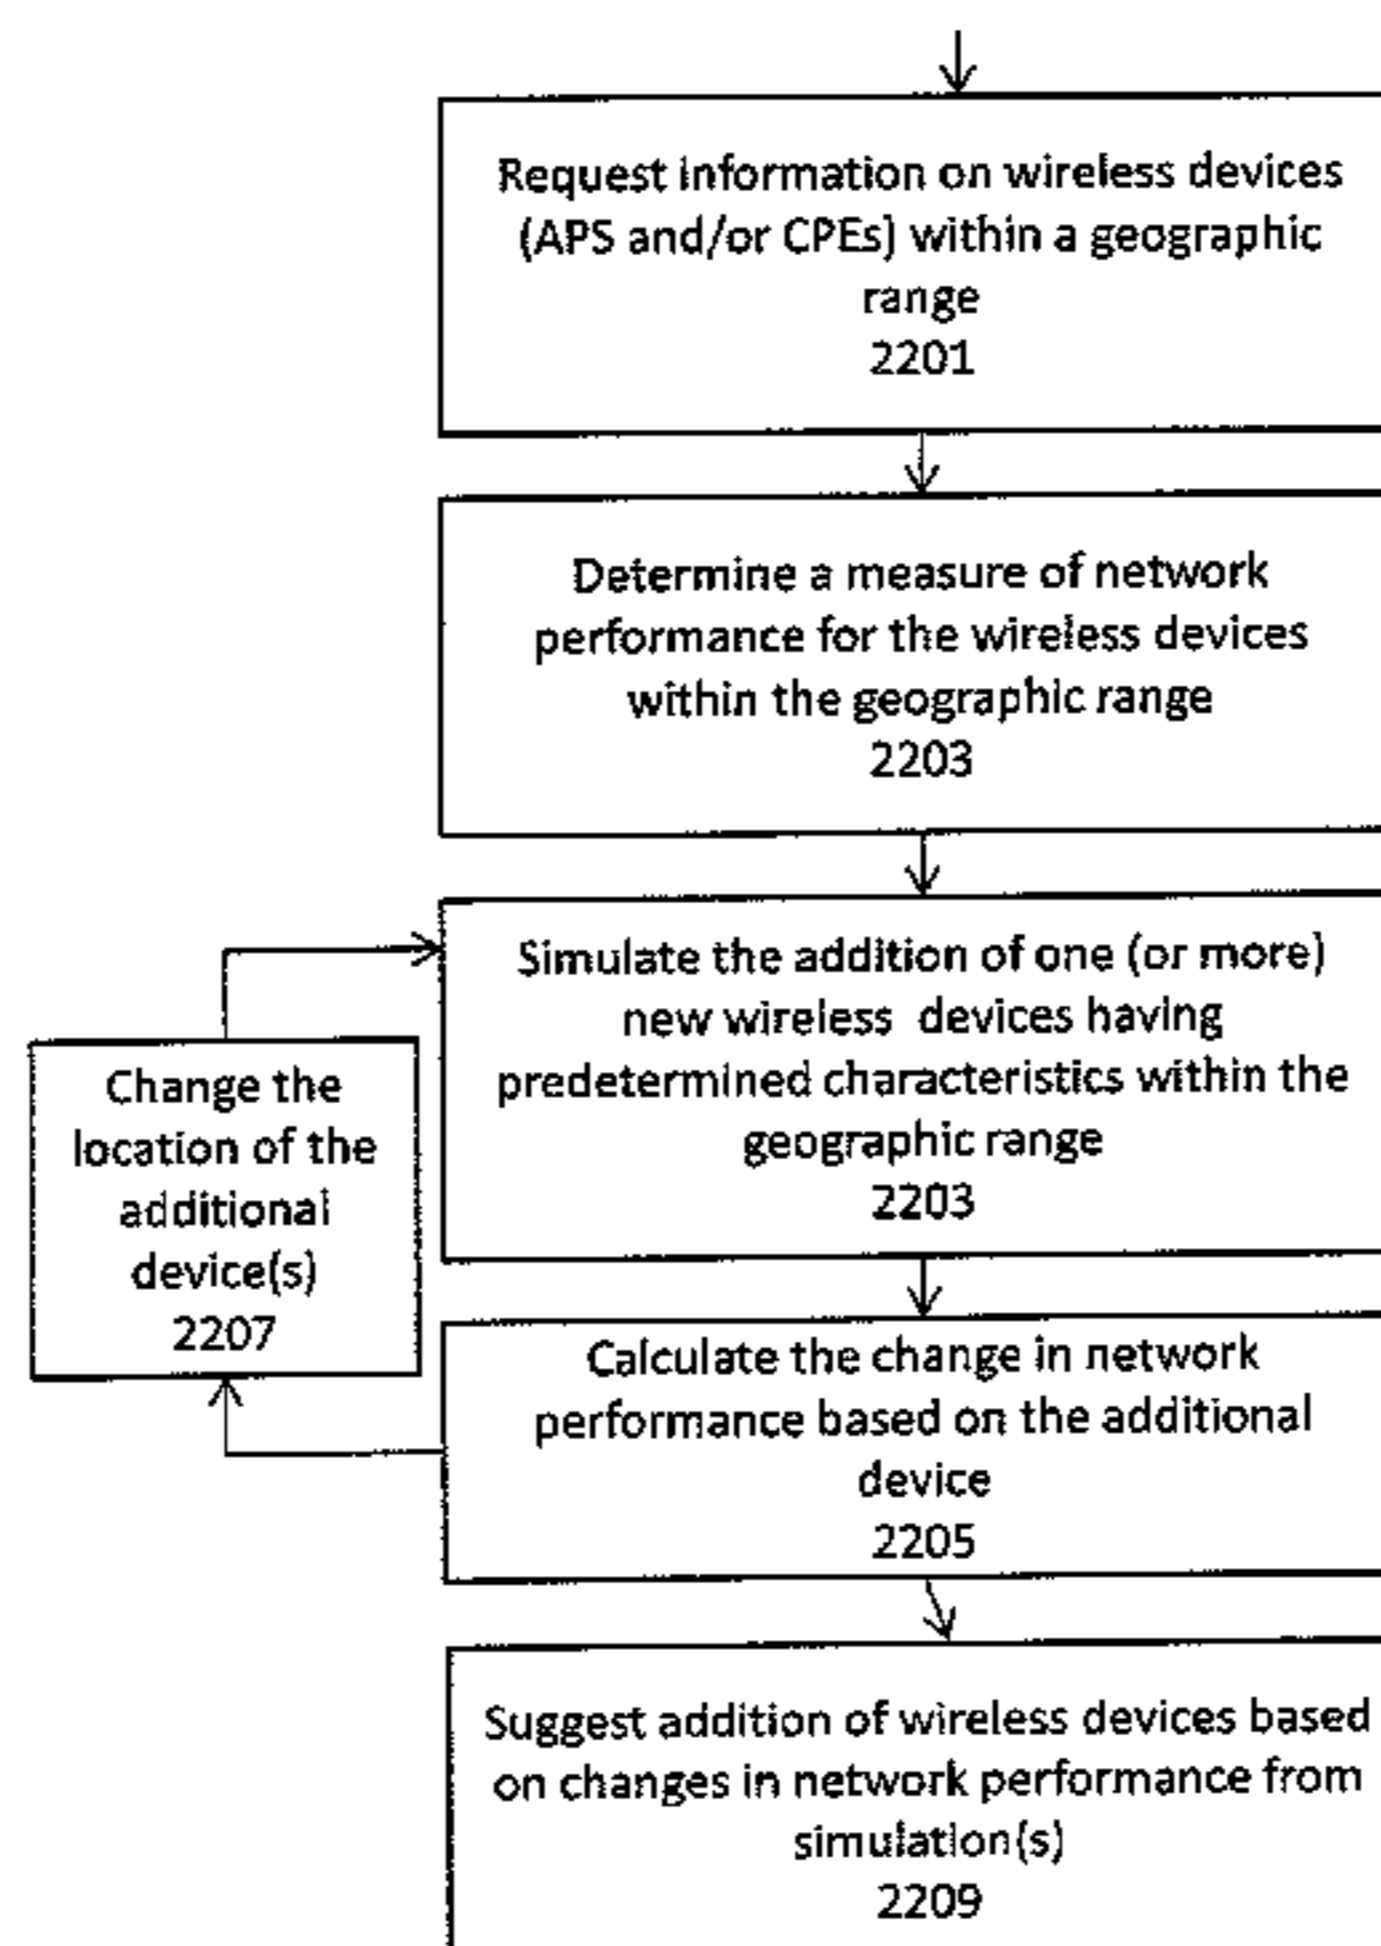 Request Information on wireless devices
(APS and/or CPEs) within a geographic
range
2201
Determine a measure of network
performance for the wireless devices
within the geographic range
2203
Simulate the addition of one (or more)
new wireless devices having
predetermined characteristics within the
geographic range
2203
Change the
location of the
additional
device(s)
2207
Calculate the change in network
performance based on the additional
device
2205
Suggest addition of wireless devices based
on changes in network performance from
simulation(s)
2209